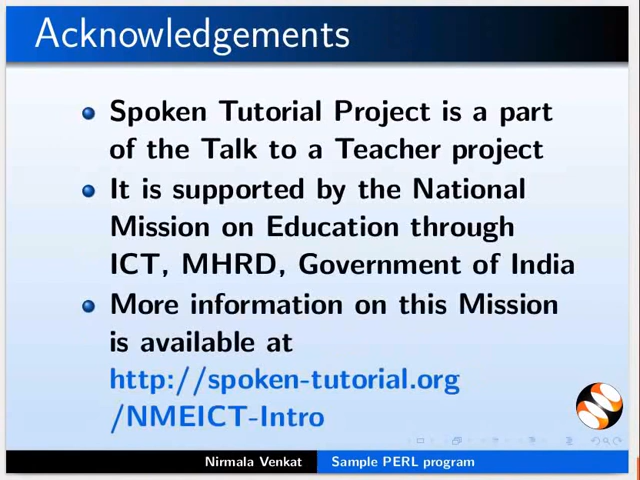 Acknowledgements
Spoken Tutorial Project is a part
of the Talk to a Teacher project
It is supported by the National
Mission on Education through
ICT, MHRD, Government of India
More information on this Mission
is available at
http://spoken-tutorial.org
/NMEICT-Intro
Nirmala Venkat Sample PERL program